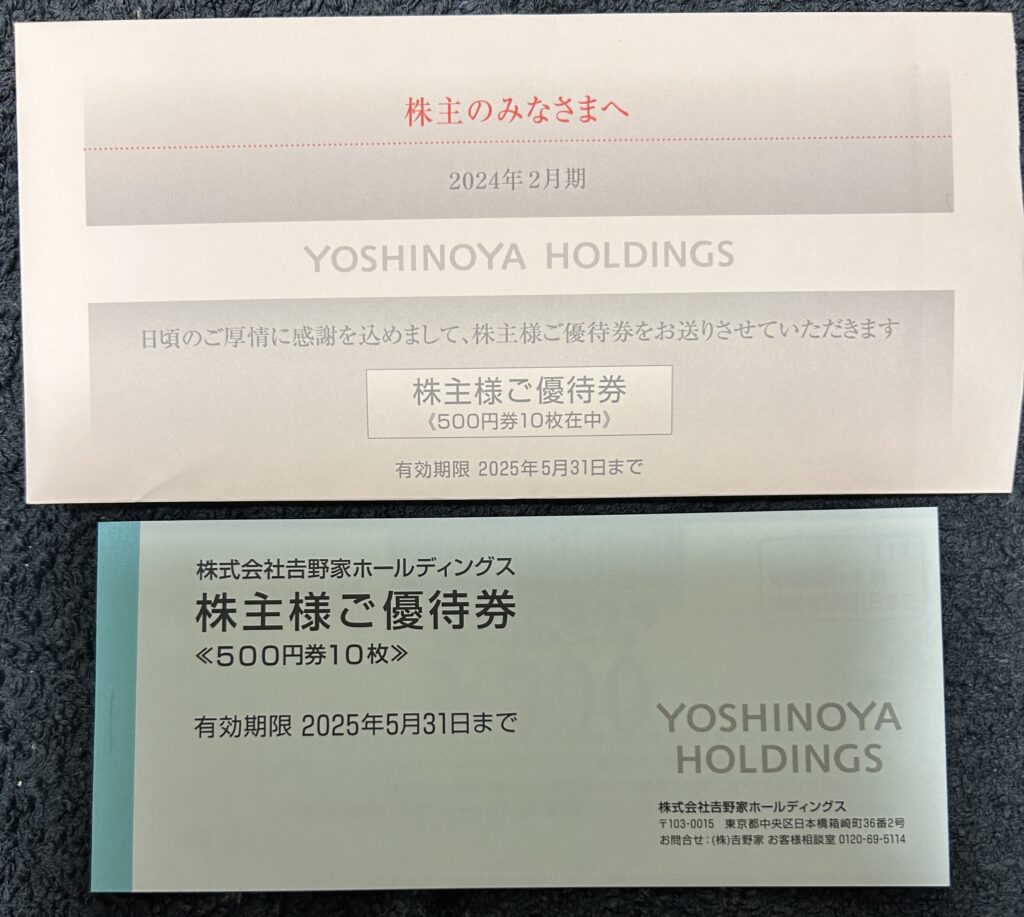 株主のみなさまへ
2024年2月期
YOSHINOYA HOLDINGS
日頃のご厚情に感謝を込めまして、株主様ご優待券をお送りさせていただきます
株主様ご優待券
《500円券10枚在中》
有効期限 2025年5月31日まで
株式会社𠮷野家ホールディングス
株主様ご優待券
≪500円券10枚≫
有効期限 2025年5月31日まで
YOSHINOYA
HOLDINGS
株式会社𠮷野家ホールディングス
〒103-0015 東京都中央区日本橋箱崎町36番2号
お問合せ：(株)𠮷野家 お客様相談室 0120-69-5114